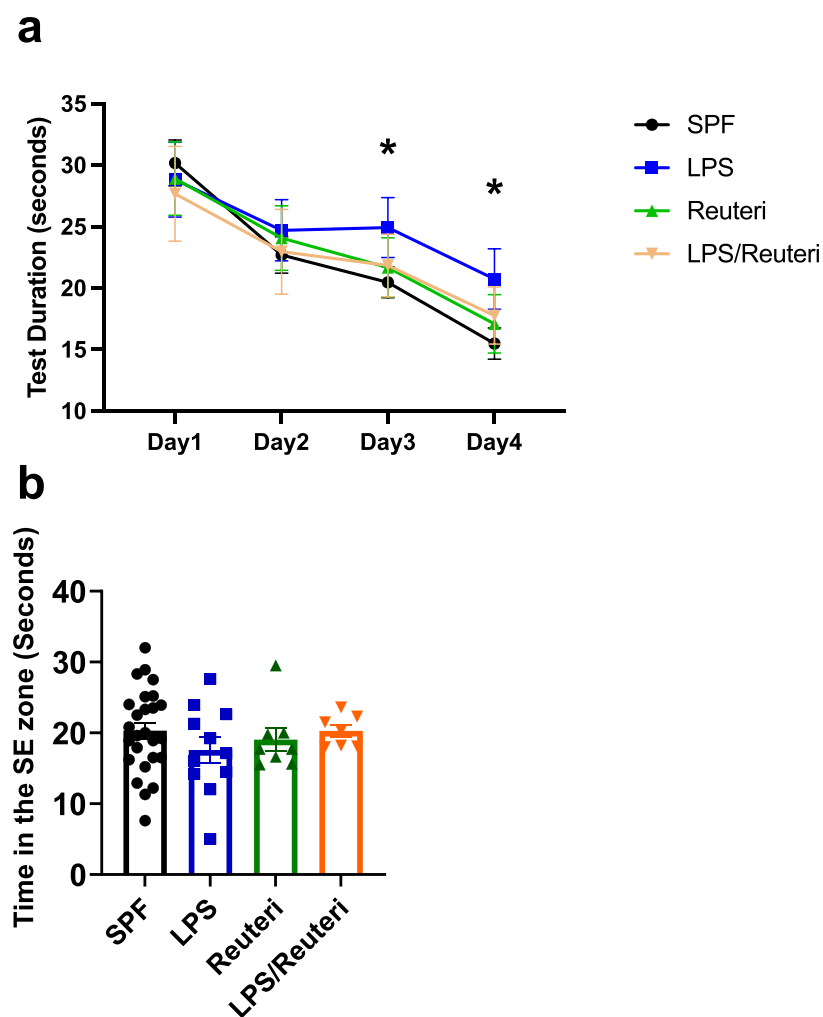 a
Test Duration (seconds)
35
30
25
20
15
10
*
*
Day1 Day2 Day3 Day4
SPF
LPS
Reuteri
LPS/Reuteri
b
Time in the SE zone (Seconds)
40
30
20
10
0
SPF
LPS
Reuteri
LPS/Reuteri